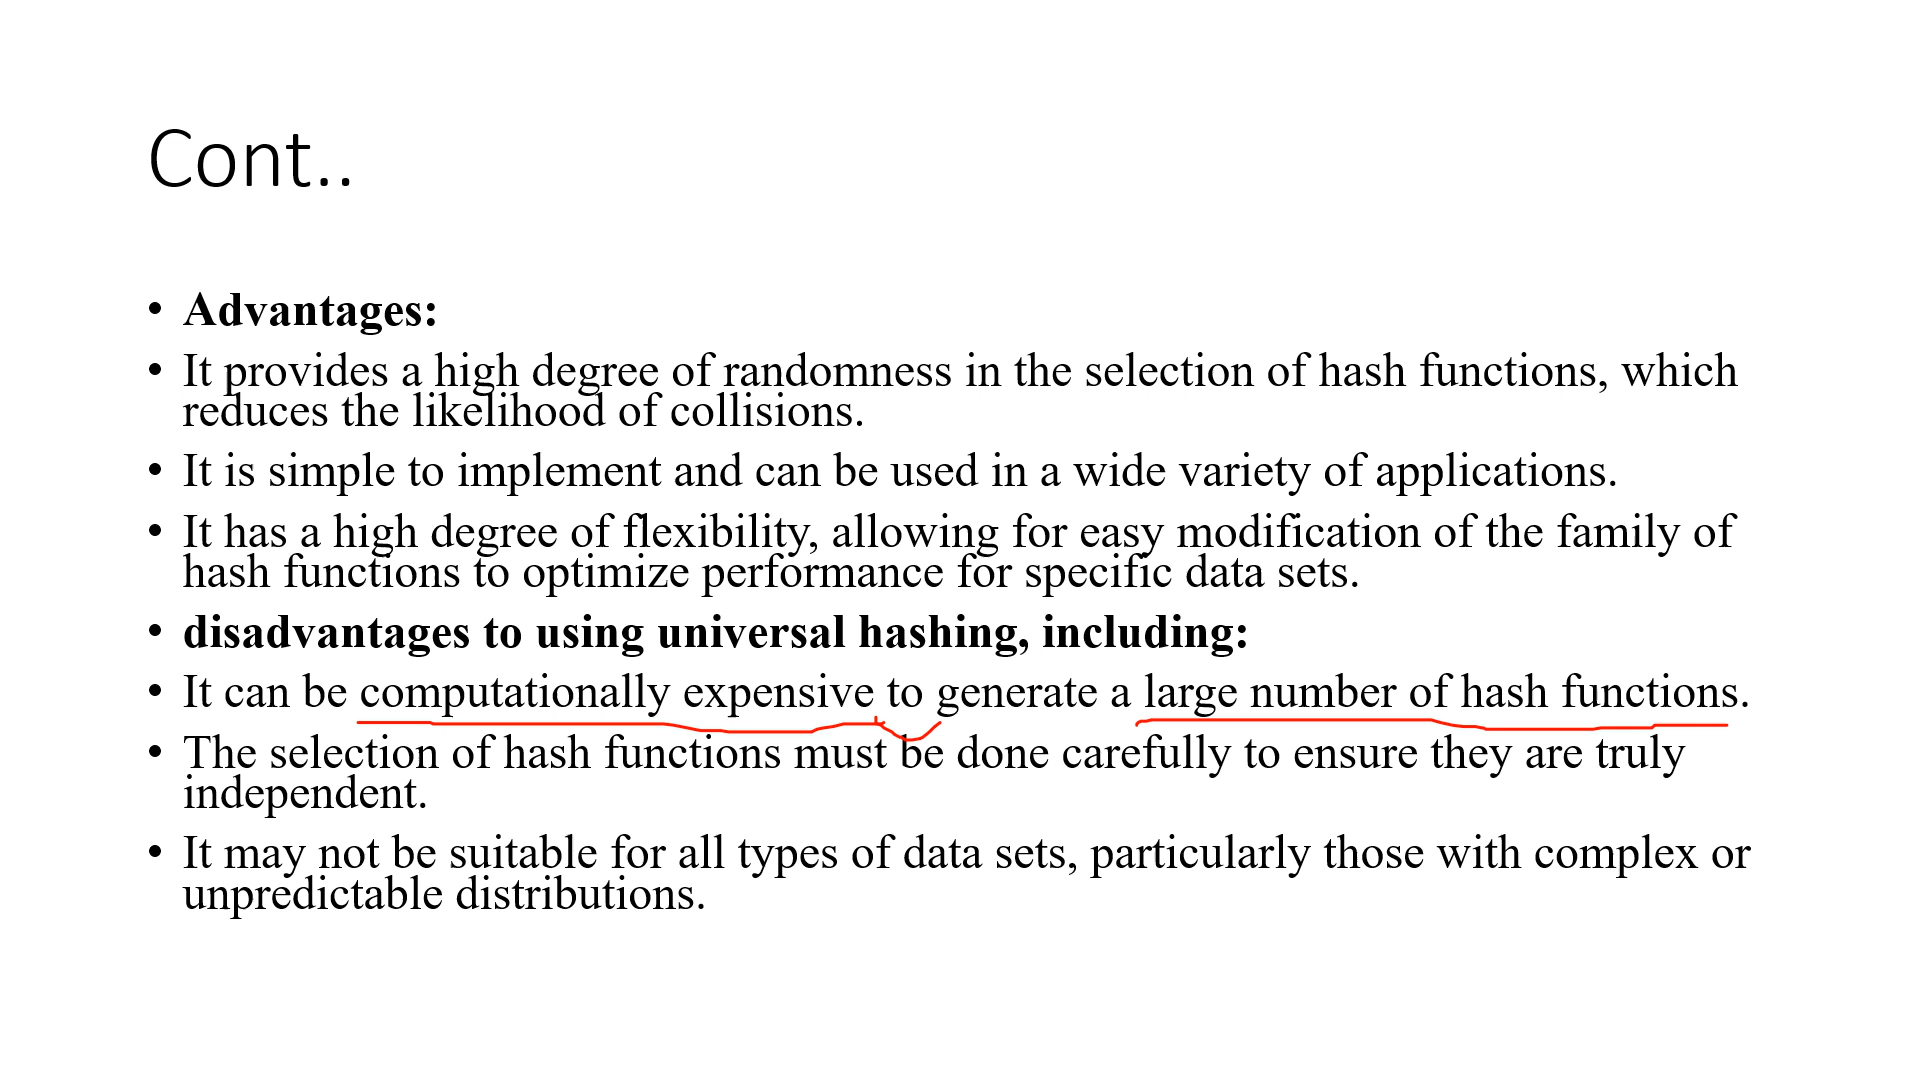 Cont..
• Advantages:
• It provides a high degree of randomness in the selection of hash functions, which
reduces the likelihood of collisions.
• It is simple to implement and can be used in a wide variety of applications.
• It has a high degree of flexibility, allowing for easy modification of the family of
hash functions to optimize performance for specific data sets.
• disadvantages to using universal hashing, including:
• It can be computationally expensive to generate a large number of hash functions.
• The selection of hash functions must be done carefully to ensure they are truly
independent.
• It may not be suitable for all types of data sets, particularly those with complex or
unpredictable distributions.